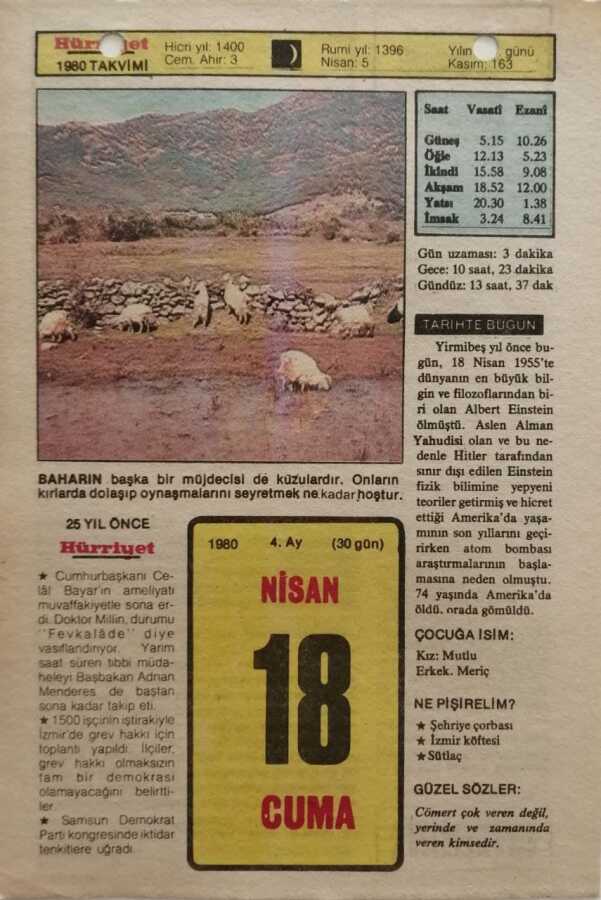 Hürriyet
1980 TAKVİMİ
Hicri yıl: 1400
Cem. Ahir: 3
Rumi yıl: 1396
Nisan: 5
Yılın günü
Kasım: 163
Saat Vasatî Ezanî
Güneş 5.15 10.26
Öğle 12.13 5.23
İkindi 15.58 9.08
Akşam 18.52 12.00
Yatsı 20.30 1.38
İmsak 3.24 8.41
Gün uzaması: 3 dakika
Gece: 10 saat, 23 dakika
Gündüz: 13 saat, 37 dak
BAHARIN başka bir müjdecisi de kuzulardır. Onların
kırlarda dolaşıp oynaşmalarını seyretmek ne kadar hoştur.
TARİHTE BUGÜN
Yirmibeş yıl önce bu-
gün, 18 Nisan 1955'te
dünyanın en büyük bil-
gin ve filozoflarından bi-
ri olan Albert Einstein
ölmüştü. Aslen Alman
Yahudisi olan ve bu ne-
denle Hitler tarafından
sınır dışı edilen Einstein
fizik bilimine yepyeni
teoriler getirmiş ve hicret
ettiği Amerika'da yaşa-
mının son yıllarını geçi-
rirken atom bombası
araştırmalarının başla-
masına neden olmuştu.
74 yaşında Amerika'da
öldü, orada gömüldü.
25 YIL ÖNCE
Hürriyet
★ Cumhurbaşkanı Ce-
lâl Bayar'ın ameliyatı
muvaffakiyetle sona er-
di. Doktor Millin, durumu
"Fevkalâde" diye
vasıflandırıyor. Yarım
saat süren tıbbi müda-
heleyi Başbakan Adnan
Menderes de baştan
sona kadar takip eti.
★ 1500 işçinin iştirakiyle
İzmir'de grev hakkı için
toplantı yapıldı. İlçiler,
grev hakkı olmaksızın
tam bir demokrasi
olamayacağını belirtti-
ler.
★ Samsun Demokrat
Parti kongresinde iktidar
tenkitlere uğradı.
1980 4. Ay (30 gün)
NİSAN
18
CUMA
ÇOCUĞA İSİM:
Kız: Mutlu
Erkek. Meriç
NE PİŞİRELİM?
★ Şehriye çorbası
★ İzmir köftesi
★ Sütlaç
GÜZEL SÖZLER:
Cömert çok veren değil,
yerinde ve zamanında
veren kimsedir.